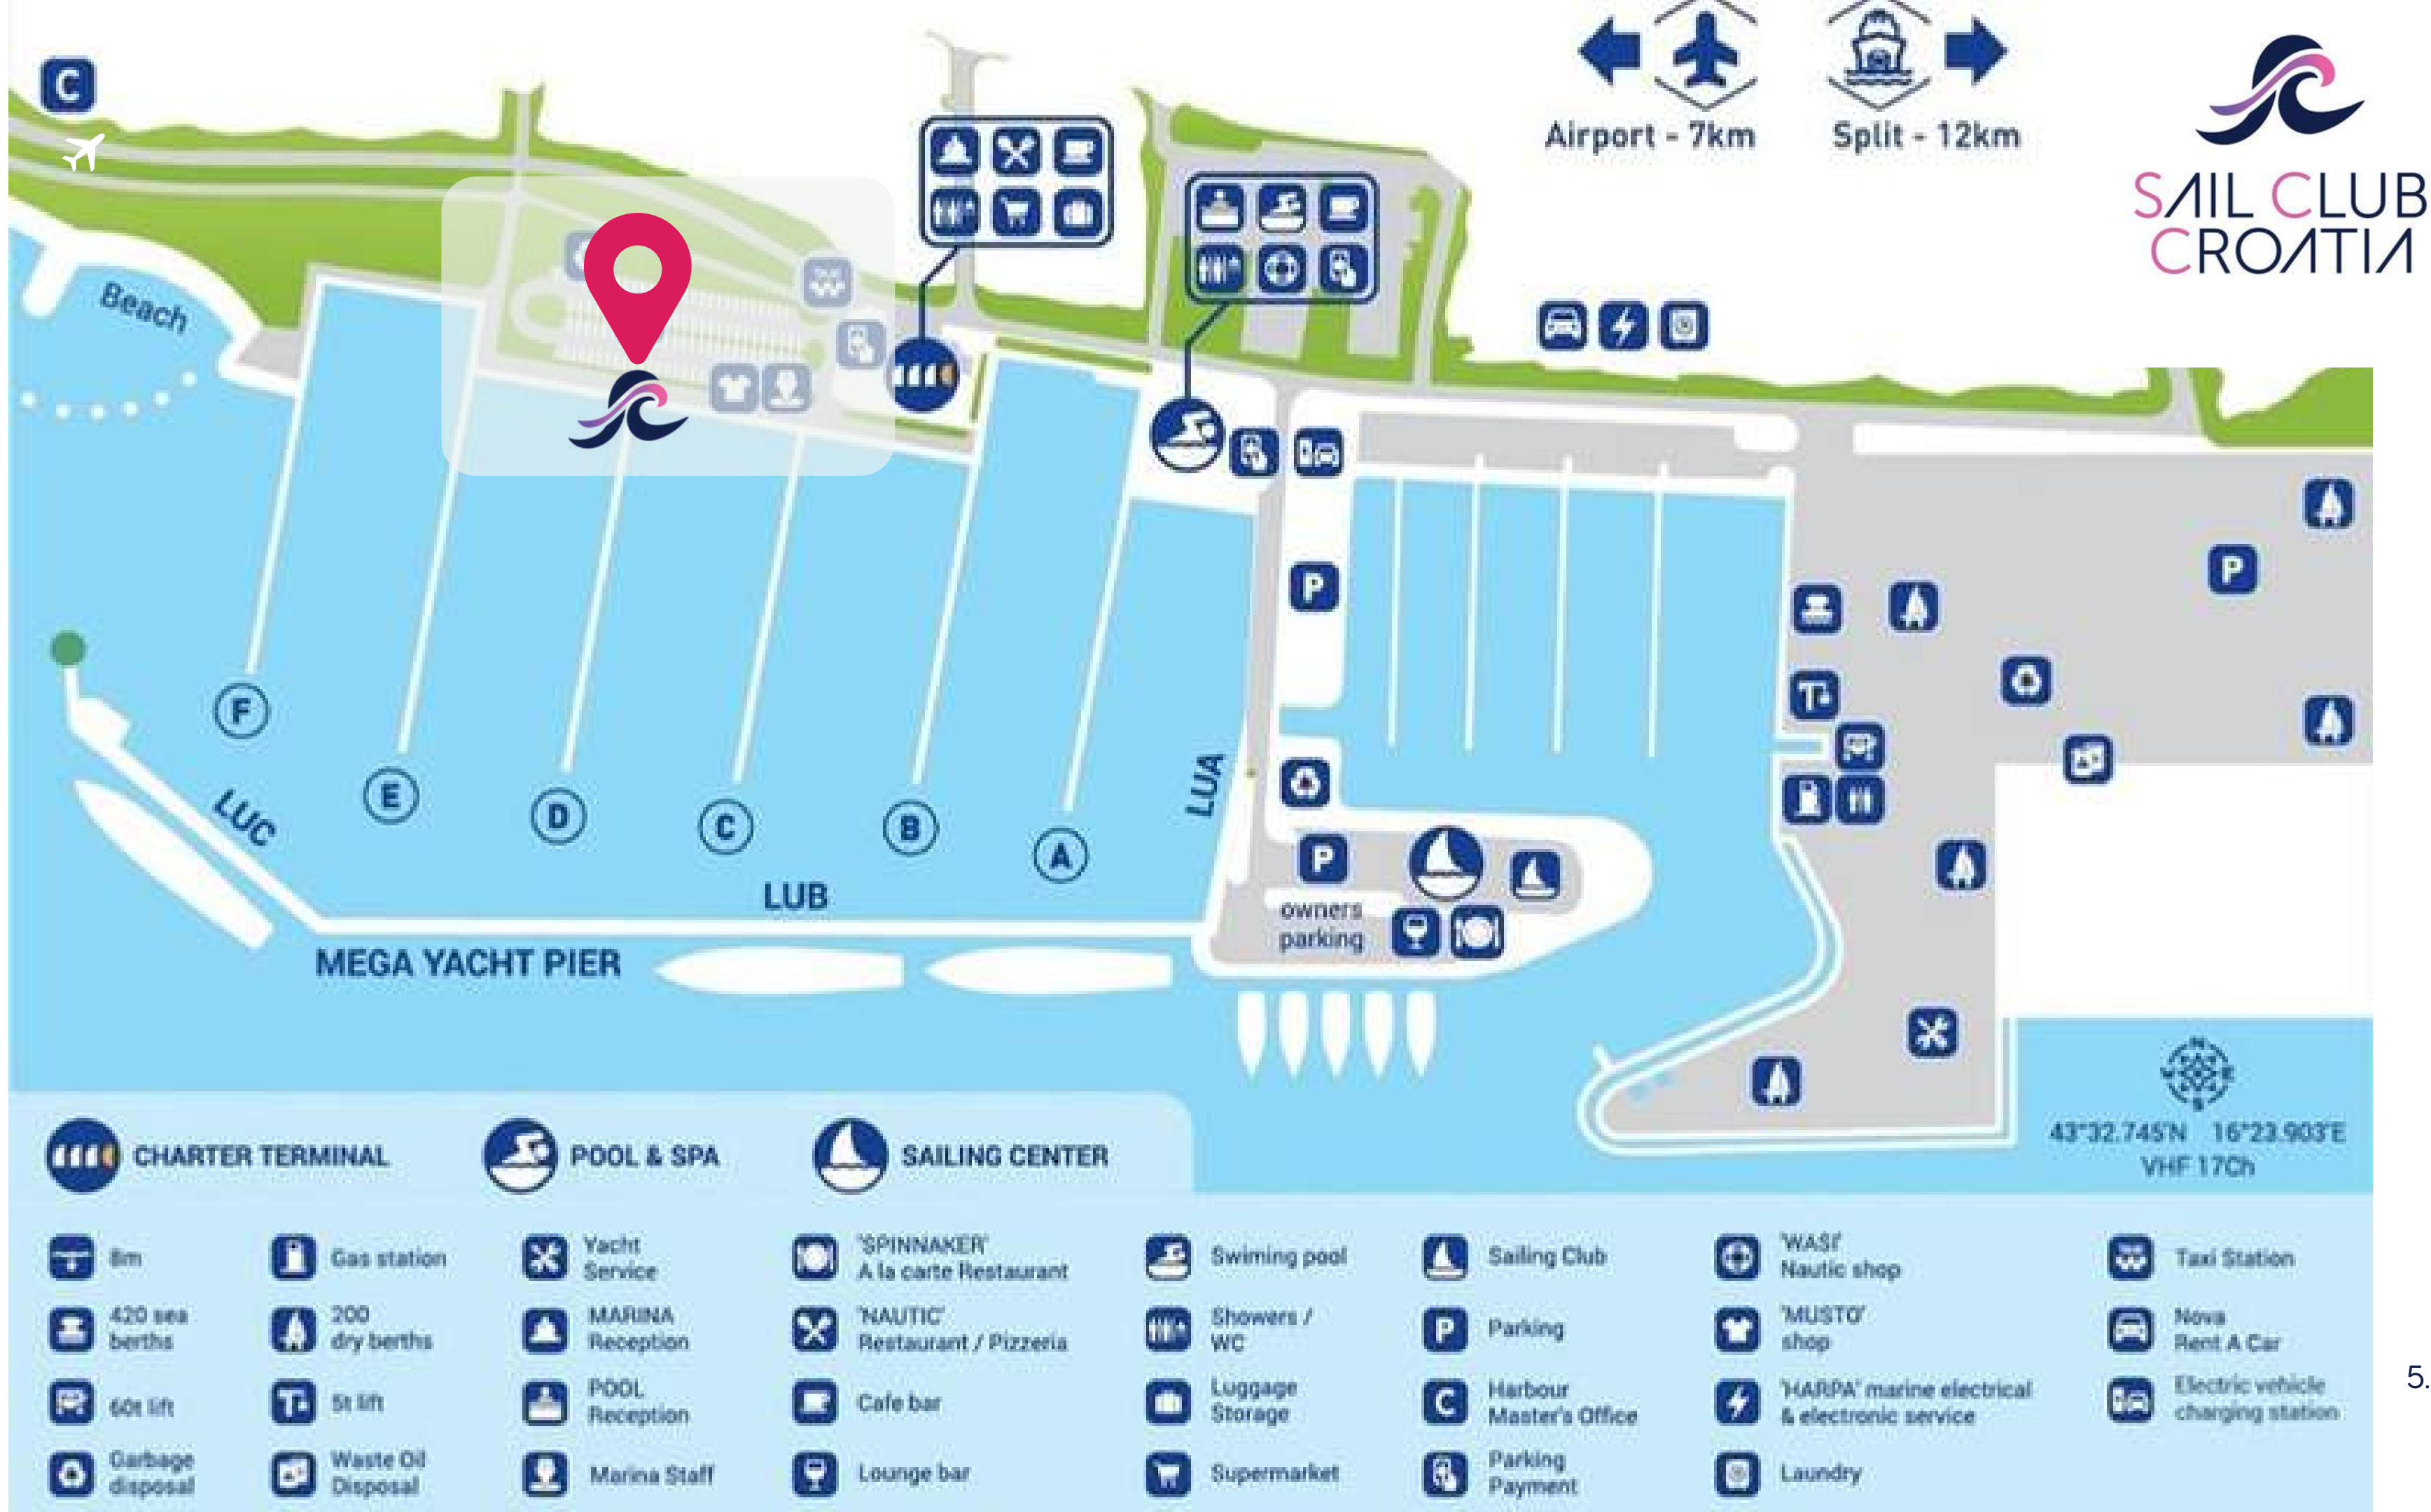 C
Airport - 7km
Split - 12km
SAIL CLUB
CROATIA
Beach
P
P
F
E
D
C
B
A
LUC
LUB
LUA
P
owners
parking
MEGA YACHT PIER
N
W
E
S
43°32.745'N 16°23.903'E
VHF 17Ch
CHARTER TERMINAL
POOL & SPA
SAILING CENTER
8m
Gas station
Yacht
Service
'SPINNAKER'
A la carte Restaurant
Swiming pool
Sailing Club
'WASI'
Nautic shop
Taxi Station
420 sea
berths
200
dry berths
MARINA
Reception
'NAUTIC'
Restaurant / Pizzeria
Showers /
WC
P
Parking
'MUSTO'
shop
Nova
Rent A Car
60t lift
5t lift
POOL
Reception
Cafe bar
Luggage
Storage
C
Harbour
Master's Office
'HARPA' marine electrical
& electronic service
Electric vehicle
charging station
Garbage
disposal
Waste Oil
Disposal
Marina Staff
Lounge bar
Supermarket
Parking
Payment
Laundry
5.